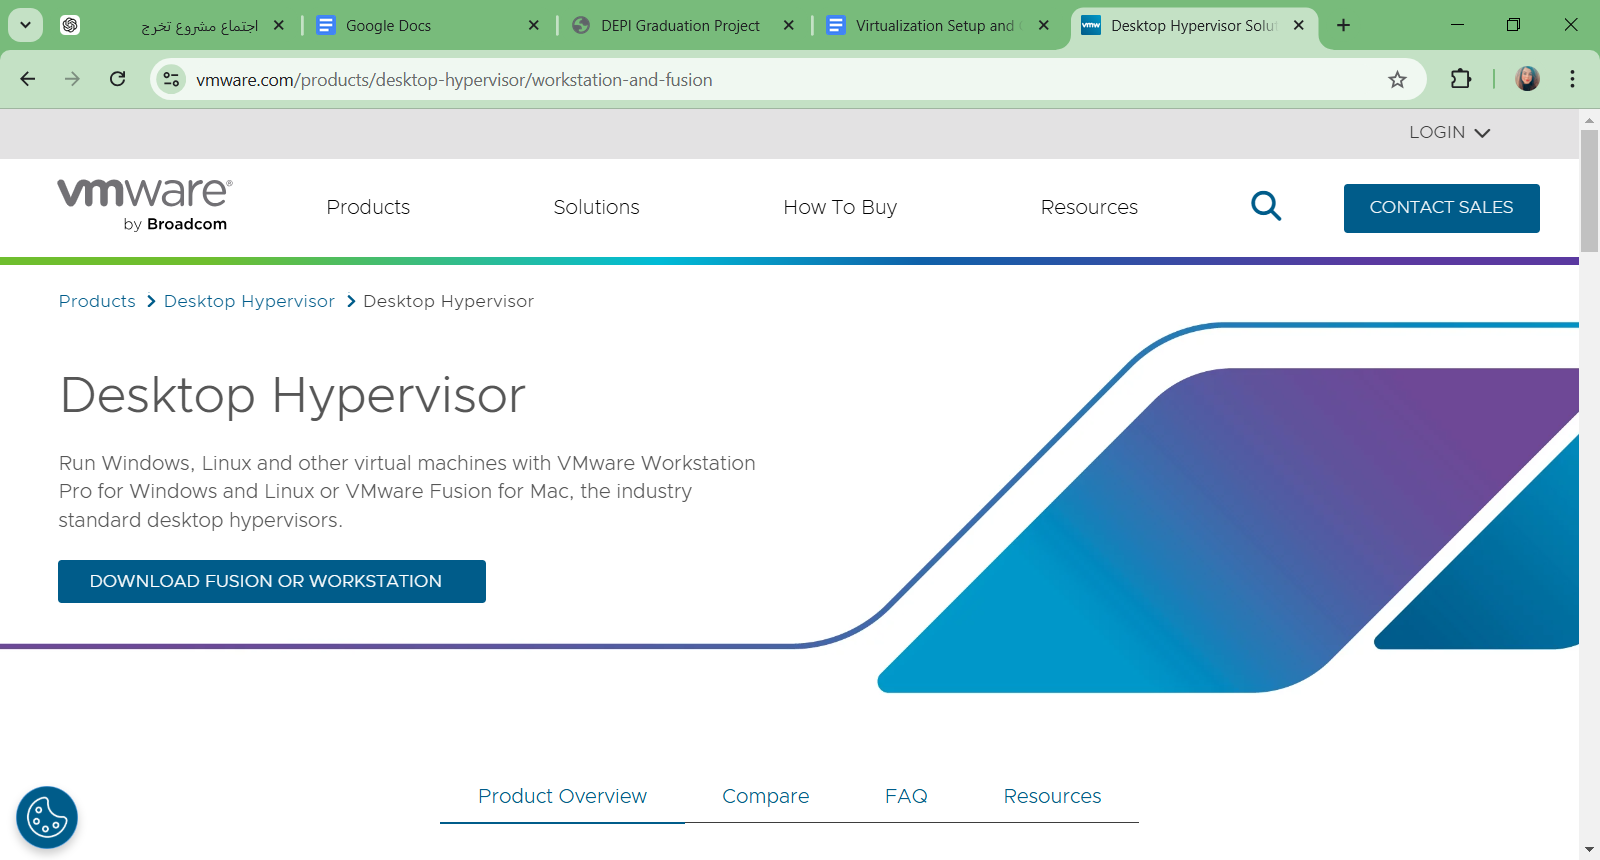 اجتماع مشروع تخرج
Google Docs
DEPI Graduation Project
Virtualization Setup and
Desktop Hypervisor Solut
vmw
vmware.com/products/desktop-hypervisor/workstation-and-fusion
LOGIN
vmware®
by Broadcom
Products
Solutions
How To Buy
Resources
CONTACT SALES
Products
Desktop Hypervisor
Desktop Hypervisor
Desktop Hypervisor
Run Windows, Linux and other virtual machines with VMware Workstation
Pro for Windows and Linux or VMware Fusion for Mac, the industry
standard desktop hypervisors.
DOWNLOAD FUSION OR WORKSTATION
Product Overview
Compare
FAQ
Resources